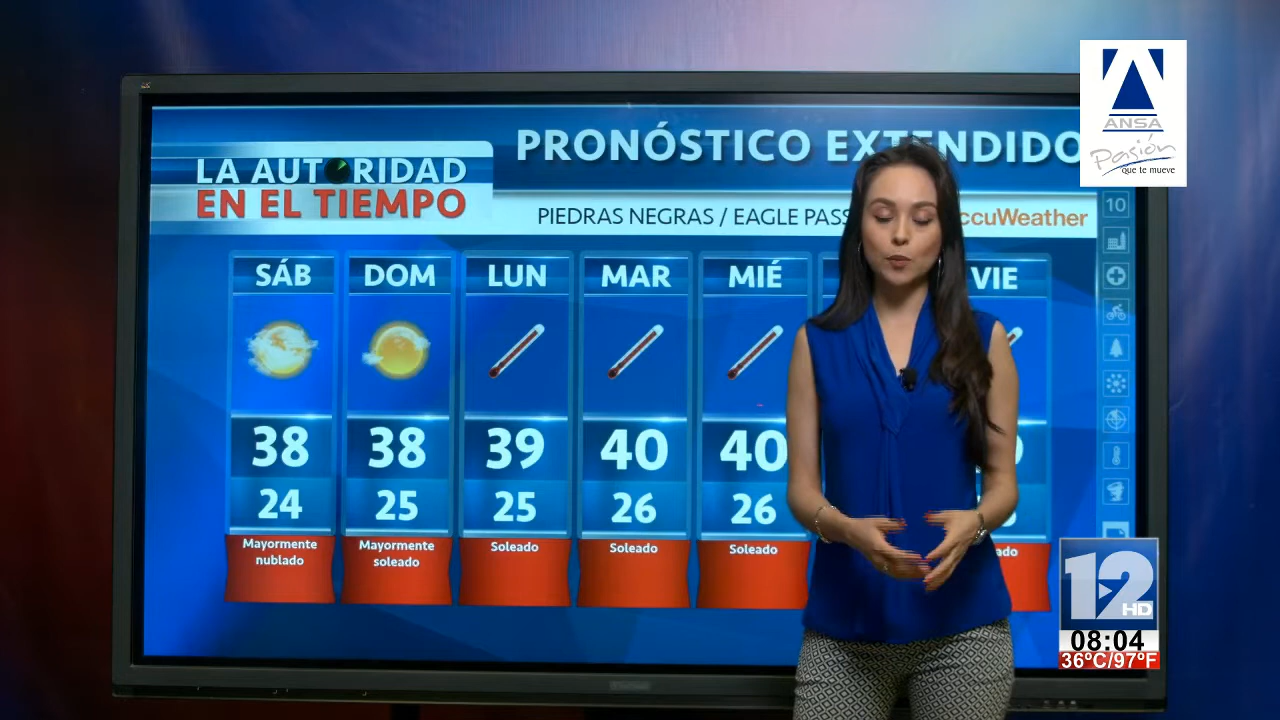 ANSA
Pasión
que te mueve
PRONÓSTICO EXTENDIDO
LA AUTORIDAD
EN EL TIEMPO
PIEDRAS NEGRAS / EAGLE PASS
ccuWeather
10
SÁB DOM LUN MAR MIÉ VIE
38 38 39 40 40
24 25 25 26 26
Mayormente nublado
Mayormente soleado
Soleado Soleado Soleado
12
HD
08:04
36°C/97°F